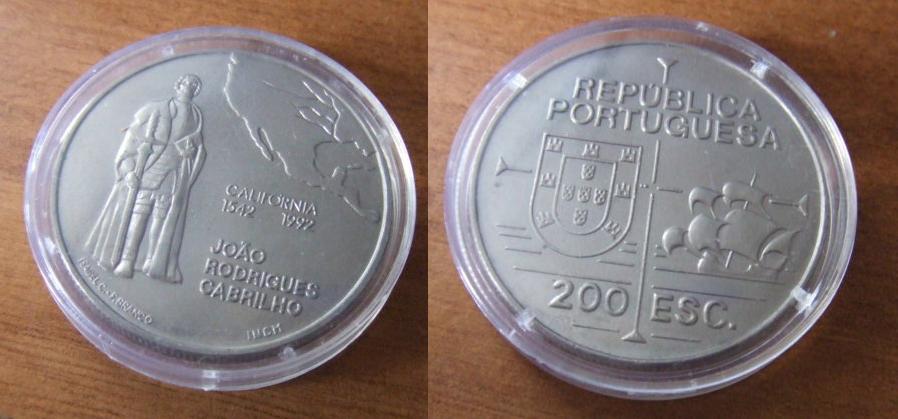 CALIFORNIA
1542 1992
JOÃO
RODRIGUES
CABRILHO
INCM
REPÚBLICA
PORTUGUESA
200 ESC.